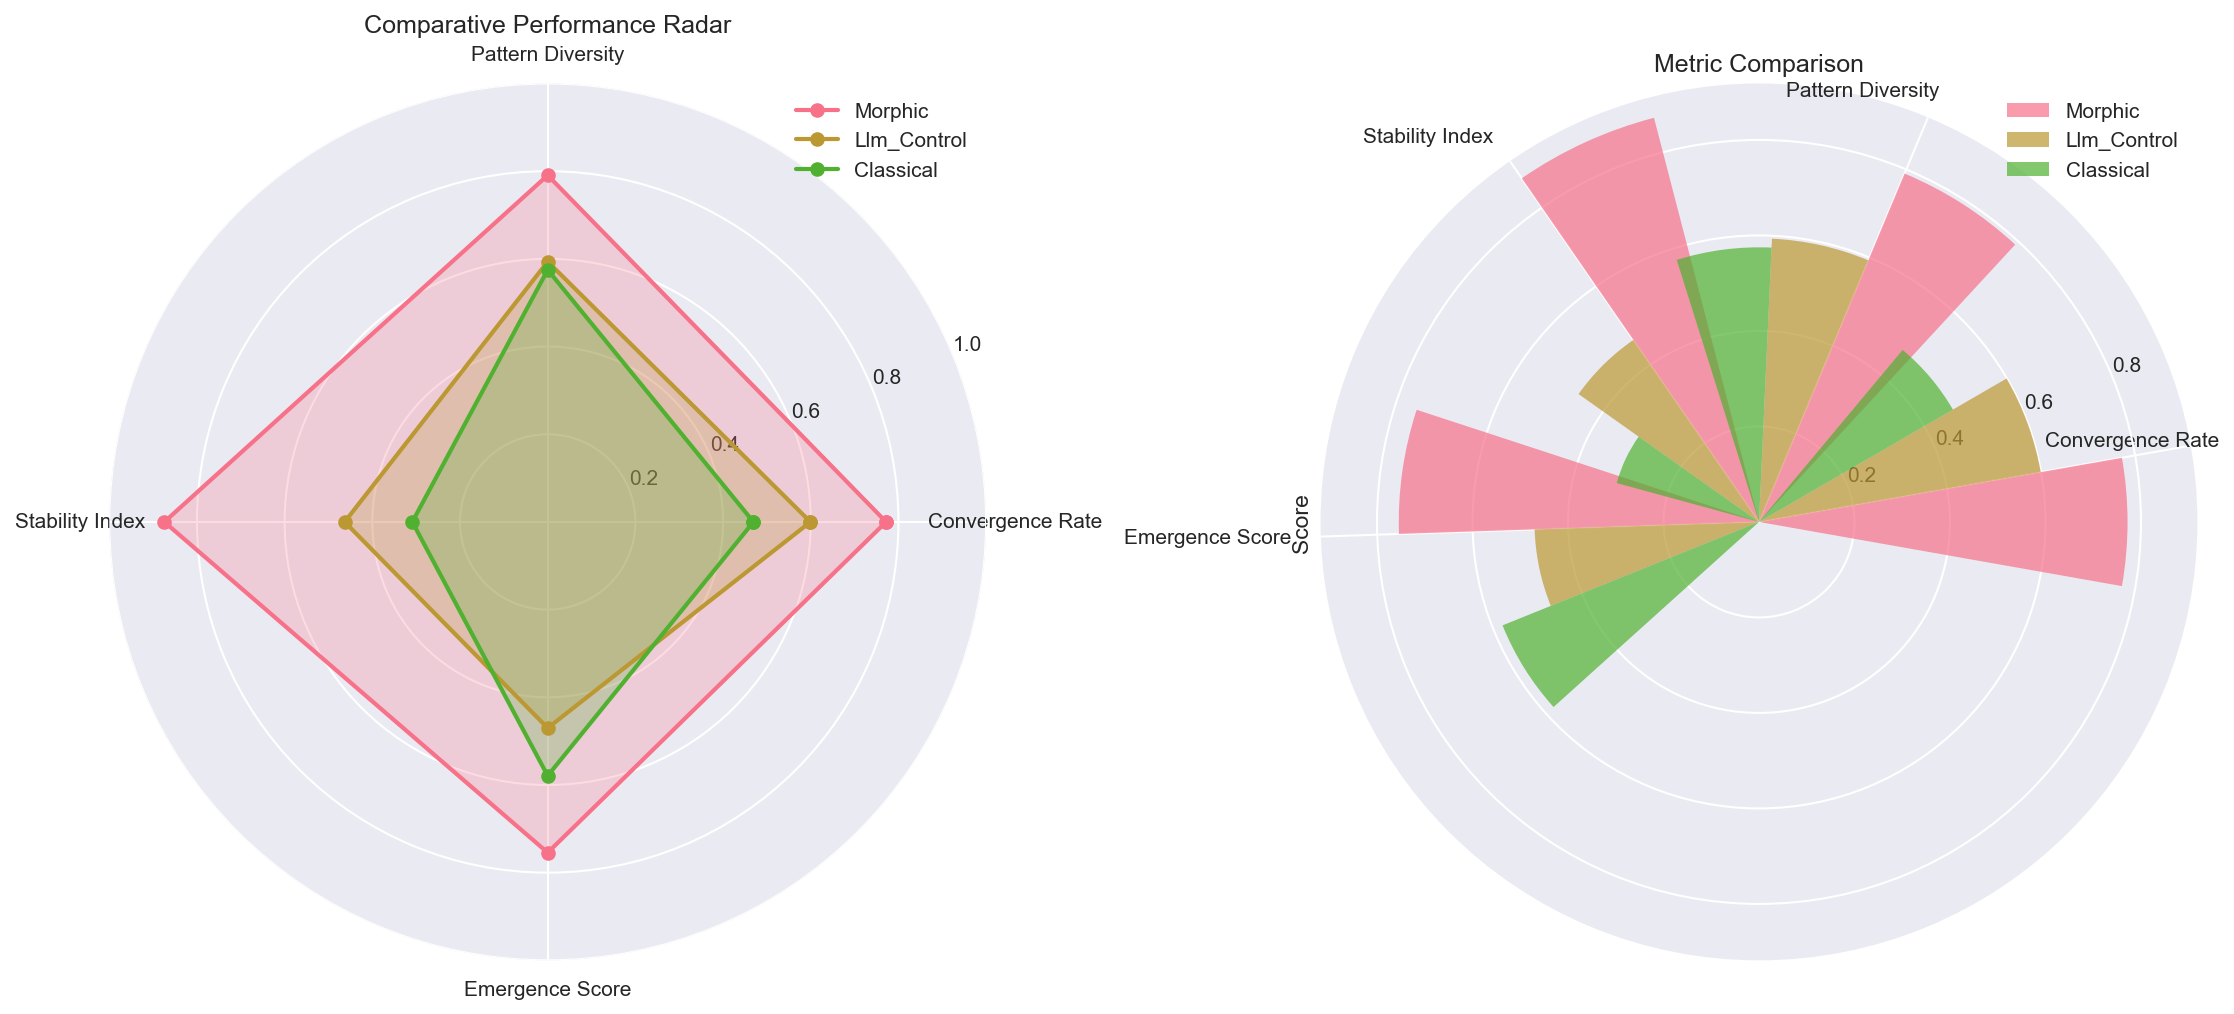 Comparative Performance Radar
Pattern Diversity
Morphic
Llm_Control
Classical
1.0
0.8
0.6
0.4
0.2
Stability Index
Convergence Rate
Emergence Score
Metric Comparison
Pattern Diversity
Morphic
Llm_Control
Classical
Stability Index
0.8
0.6
0.4
0.2
Convergence Rate
Emergence Score
Score